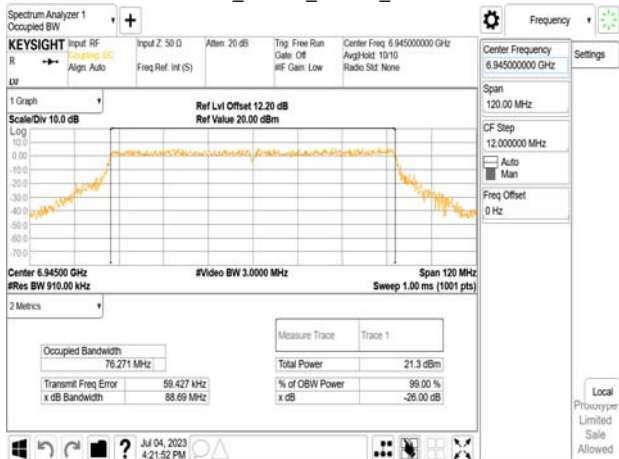 Spectrum Analyzer 1
Occupied BW
Frequency
KEYSIGHT
R
Input: RF
Coupling: DC
Align: Auto
Input Z: 50 Ω
Freq Ref: Int (S)
Atten: 20 dB
Trig: Free Run
Gate: Off
#IF Gain: Low
Center Freq: 6.945000000 GHz
Avg|Hold: 10/10
Radio Std: None
Center Frequency
6.945000000 GHz
Settings
Span
120.00 MHz
CF Step
12.000000 MHz
Auto
Man
Freq Offset
0 Hz
1 Graph
Scale/Div 10.0 dB
Ref Lvl Offset 12.20 dB
Ref Value 20.00 dBm
Log
10.0
0.00
-10.0
-20.0
-30.0
-40.0
-50.0
-60.0
-70.0
Center 6.94500 GHz
#Video BW 3.0000 MHz
Span 120 MHz
#Res BW 910.00 kHz
Sweep 1.00 ms (1001 pts)
2 Metrics
Measure Trace Trace 1
Occupied Bandwidth
76.271 MHz
Total Power 21.3 dBm
Transmit Freq Error 59.427 kHz
% of OBW Power 99.00 %
x dB Bandwidth 88.69 MHz
x dB -26.00 dB
Local
Prototype
Limited
Sale
Allowed
Jul 04, 2023
4:21:52 PM